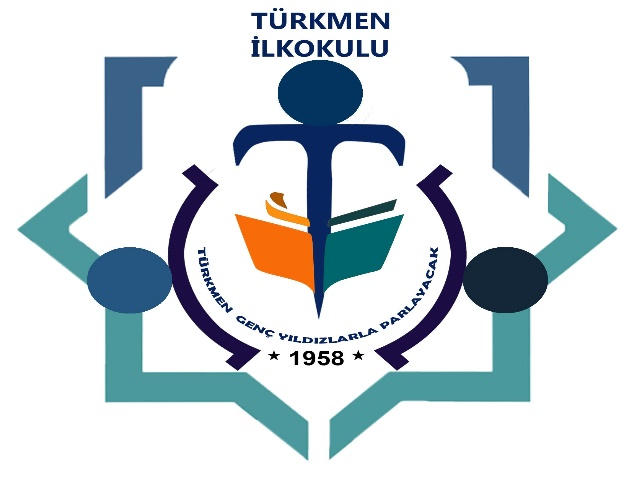 TÜRKMEN
İLKOKULU
TÜRKMEN GENÇ YILDIZLARLA PARLAYACAK
★ 1958 ★